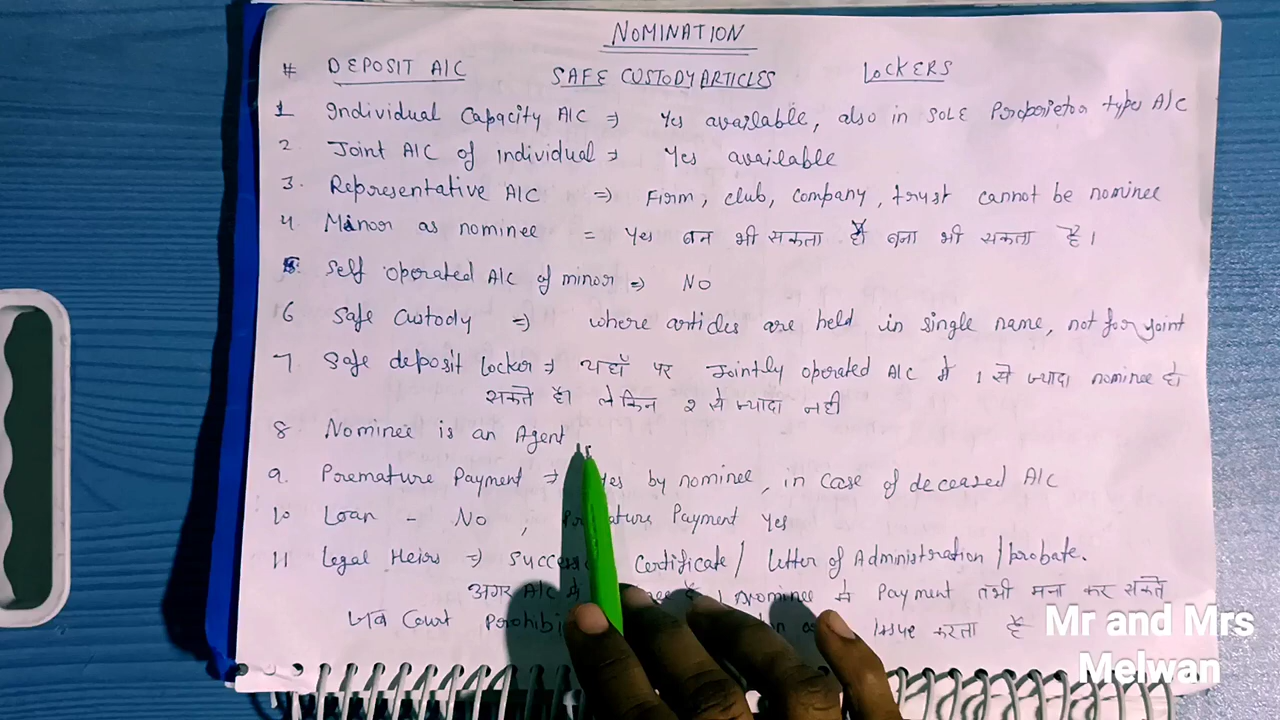 NOMINATION
# DEPOSIT A/C SAFE CUSTODY ARTICLES LOCKERS
1 Individual Capacity A/C ⇒ Yes available, also in SOLE Proporietor type A/C
2. Joint A/C of individual ⇒ Yes available
3. Representative A/C ⇒ Firm, club, company, trust cannot be nominee
4 Minor as nominee = Yes बन भी सकता है बना भी सकता है।
5. Self operated A/C of minor ⇒ No
6 Safe Custody ⇒ where articles are held in single name, not for joint
7 Safe deposit locker ⇒ यहाँ पर Jointly operated A/C में 1 से ज्यादा nominee हो
सकते हैं। लेकिन 2 से ज्यादा नही
8 Nominee is an Agent
9. Premature Payment ⇒ Yes by nominee, in case of deceased A/C
10 Loan - No , Payment Yes
11 Legal Heirs ⇒ Certificate / Letter of Administration / probate.
अगर A/C Payment तभी मना कर सकते
जब Court issue करता हैं
Mr and Mrs
Melwan